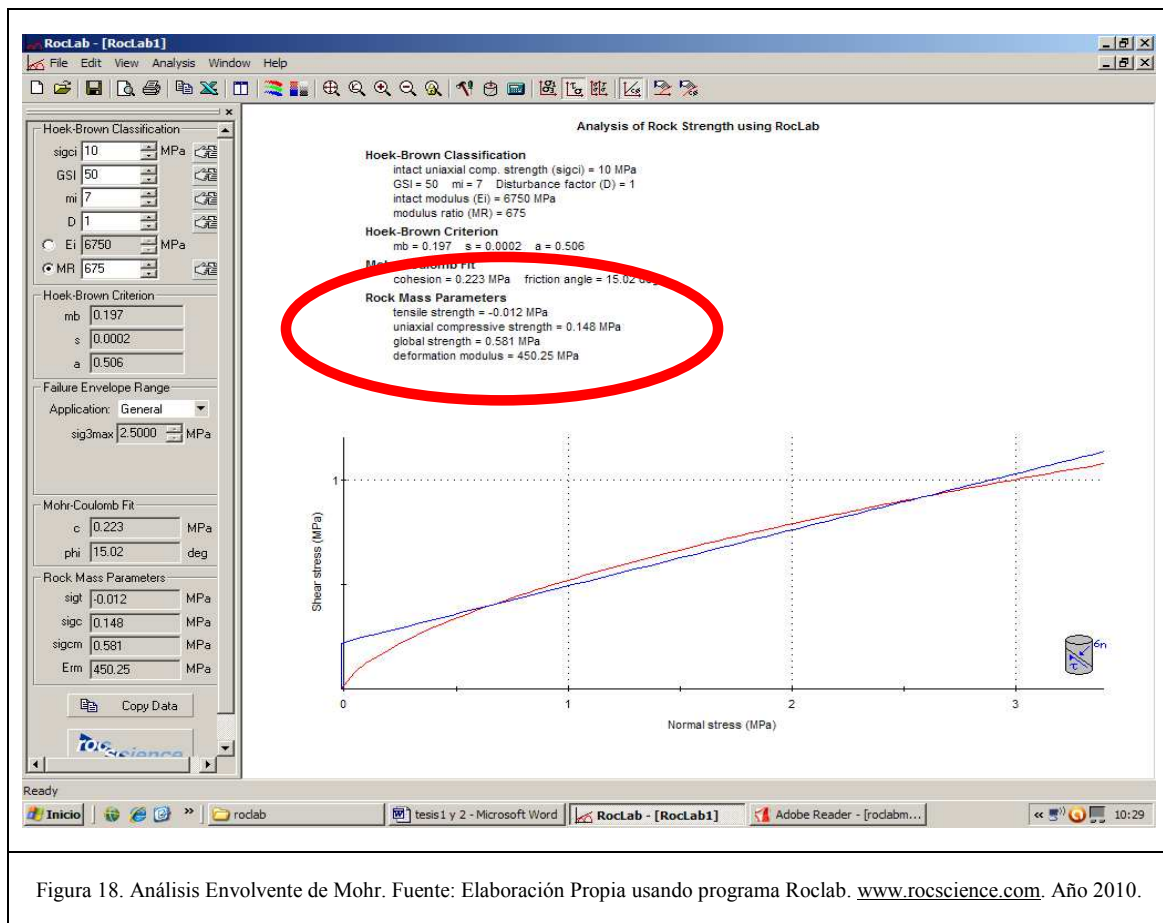 RocLab - [RocLab1]
File Edit View Analysis Window Help
Hoek-Brown Classification
sigci 10 MPa
GSI 50
mi 7
D 1
Ei 6750 MPa
MR 675
Hoek-Brown Criterion
mb 0.197
s 0.0002
a 0.506
Failure Envelope Range
Application: General
sig3max 2.5000 MPa
Mohr-Coulomb Fit
c 0.223 MPa
phi 15.02 deg
Rock Mass Parameters
sigt -0.012 MPa
sigc 0.148 MPa
sigcm 0.581 MPa
Erm 450.25 MPa
Copy Data
rocscience
Analysis of Rock Strength using RocLab
Hoek-Brown Classification
intact uniaxial comp. strength (sigci) = 10 MPa
GSI = 50 mi = 7 Disturbance factor (D) = 1
intact modulus (Ei) = 6750 MPa
modulus ratio (MR) = 675
Hoek-Brown Criterion
mb = 0.197 s = 0.0002 a = 0.506
Mohr-Coulomb Fit
cohesion = 0.223 MPa friction angle = 15.02 deg
Rock Mass Parameters
tensile strength = -0.012 MPa
uniaxial compressive strength = 0.148 MPa
global strength = 0.581 MPa
deformation modulus = 450.25 MPa
Shear stress (MPa)
1
0 1 2 3
Normal stress (MPa)
6n
τ
Ready
Inicio » roclab tesis1 y 2 - Microsoft Word RocLab - [RocLab1] Adobe Reader - [roclabm... « 10:29
Figura 18. Análisis Envolvente de Mohr. Fuente: Elaboración Propia usando programa Roclab. www.rocscience.com. Año 2010.